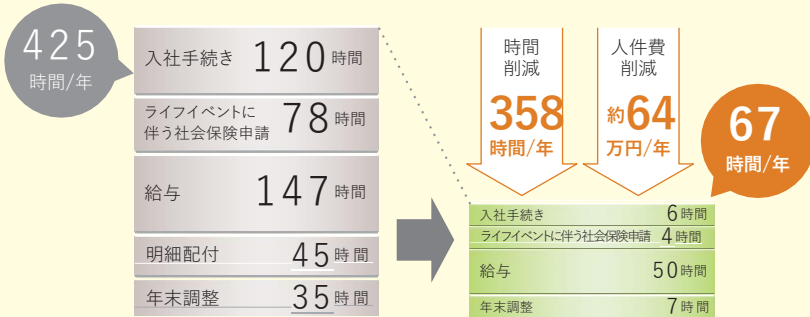 425
時間/年
入社手続き 120時間
ライフイベントに
伴う社会保険申請 78時間
給与 147時間
明細配付 45時間
年末調整 35時間
時間
削減
358
時間/年
人件費
削減
約64
万円/年
67
時間/年
入社手続き 6時間
ライフイベントに伴う社会保険申請 4時間
給与 50時間
年末調整 7時間